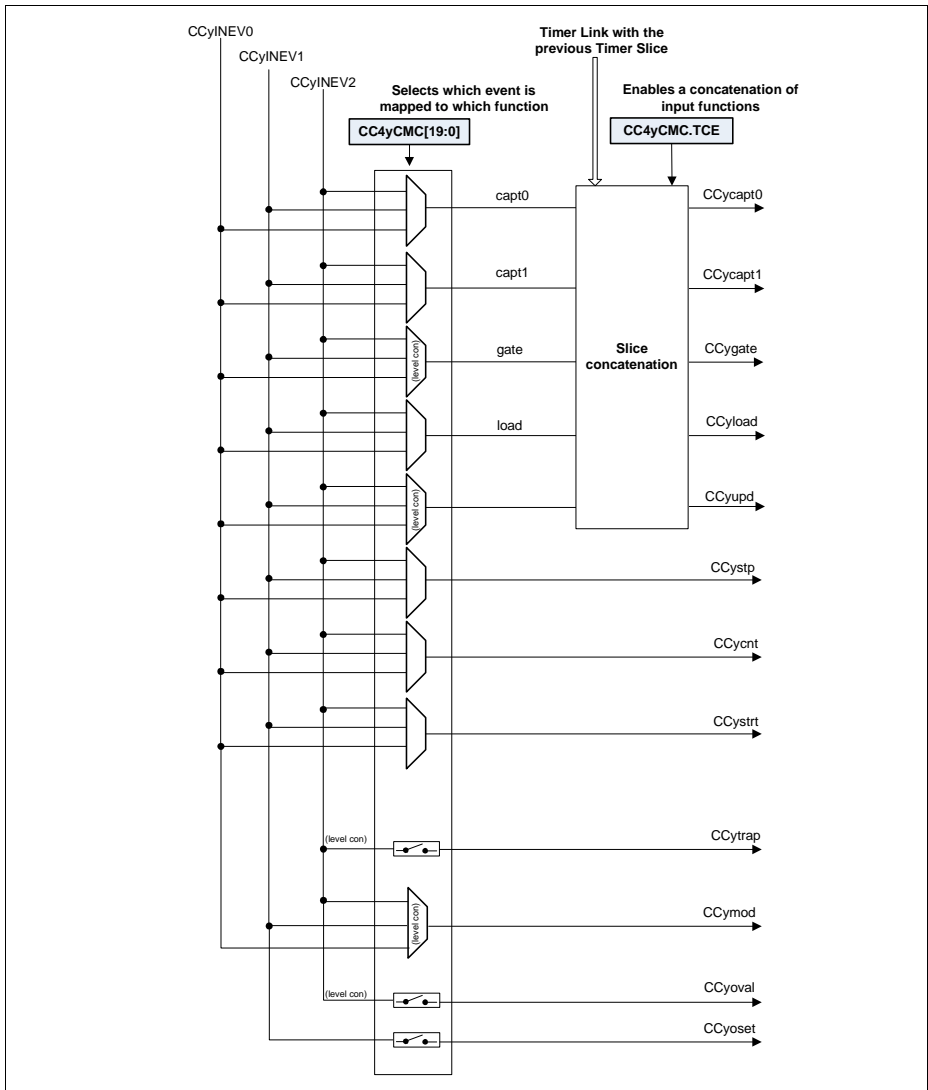 CCyINEV0
CCyINEV1
CCyINEV2
Timer Link with the
previous Timer Slice
Selects which event is
mapped to which function
Enables a concatenation of
input functions
CC4yCMC[19:0]
CC4yCMC.TCE
capt0
CCycapt0
capt1
CCycapt1
(level con)
gate
Slice
concatenation
CCygate
load
CCyload
(level con)
CCyupd
CCystp
CCycnt
CCystrt
(level con)
CCytrap
(level con)
CCymod
(level con)
CCyoval
CCyoset